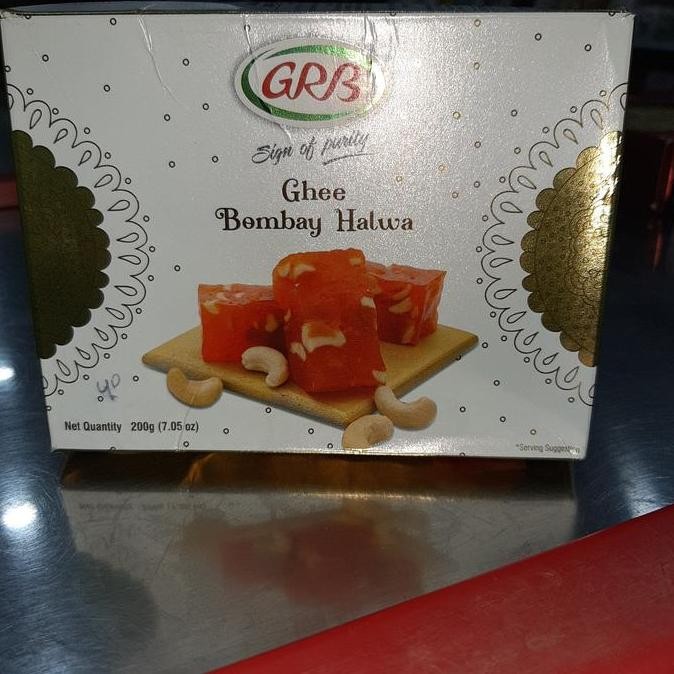 GRB
Sign of purity
Ghee
Bombay Halwa
40
Net Quantity 200g (7.05 oz)
*Serving Suggestion